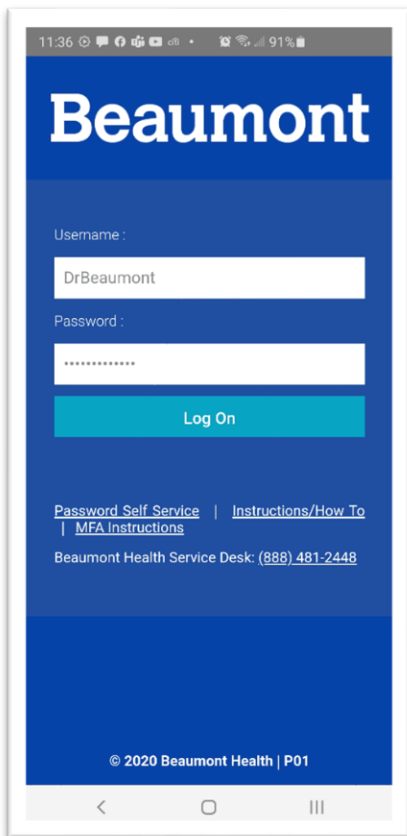 11:36 91%
Beaumont
Username :
DrBeaumont
Password :
•••••••••••••
Log On
Password Self Service | Instructions/How To
| MFA Instructions
Beaumont Health Service Desk: (888) 481-2448
© 2020 Beaumont Health | P01